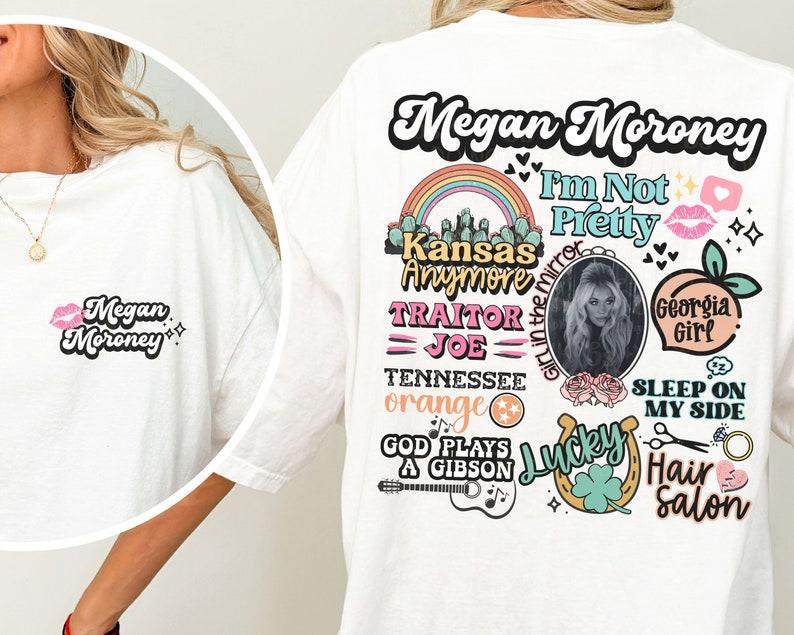 Megan
Moroney
Megan Moroney
I'm Not
Pretty
Kansas
Anymore
Girl in the mirror
Georgia
Girl
TRAITOR
JOE
TENNESSEE
orange
zz
SLEEP ON
MY SIDE
GOD PLAYS
A GIBSON
Lucky
Hair
Salon